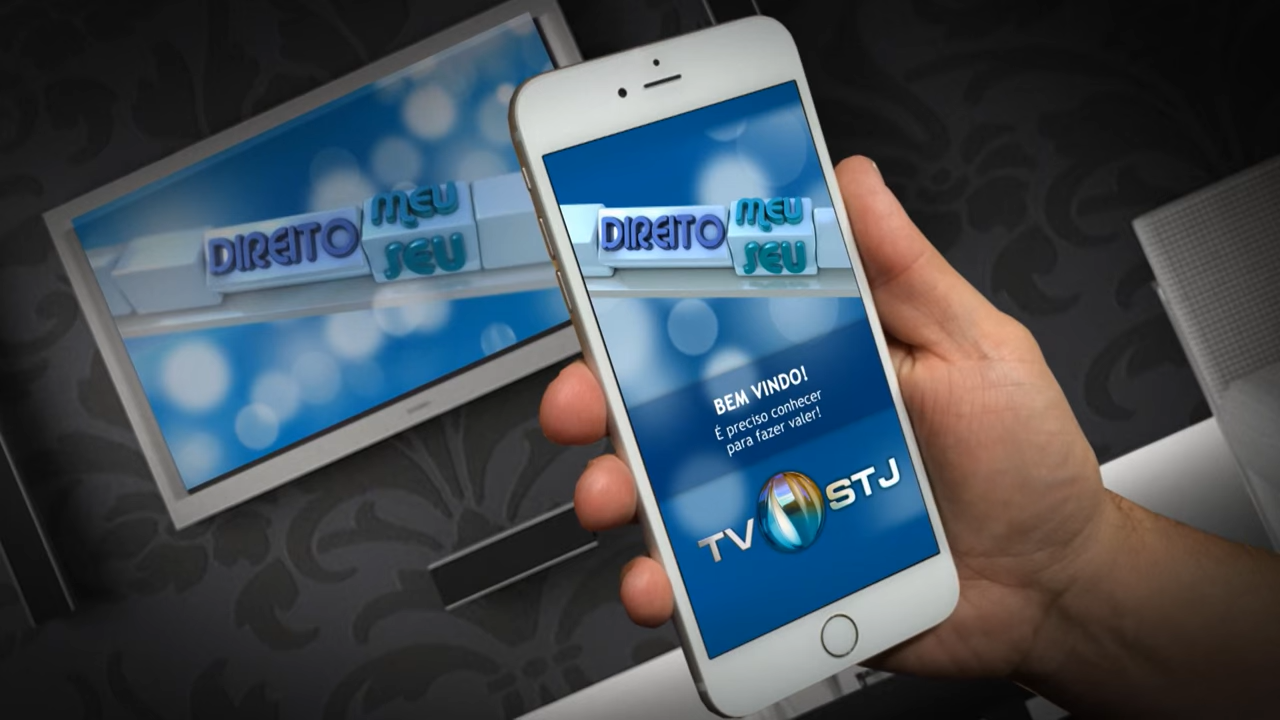 DIREITO MEU
SEU
DIREITO MEU
SEU
BEM VINDO!
É preciso conhecer
para fazer valer!
TV STJ